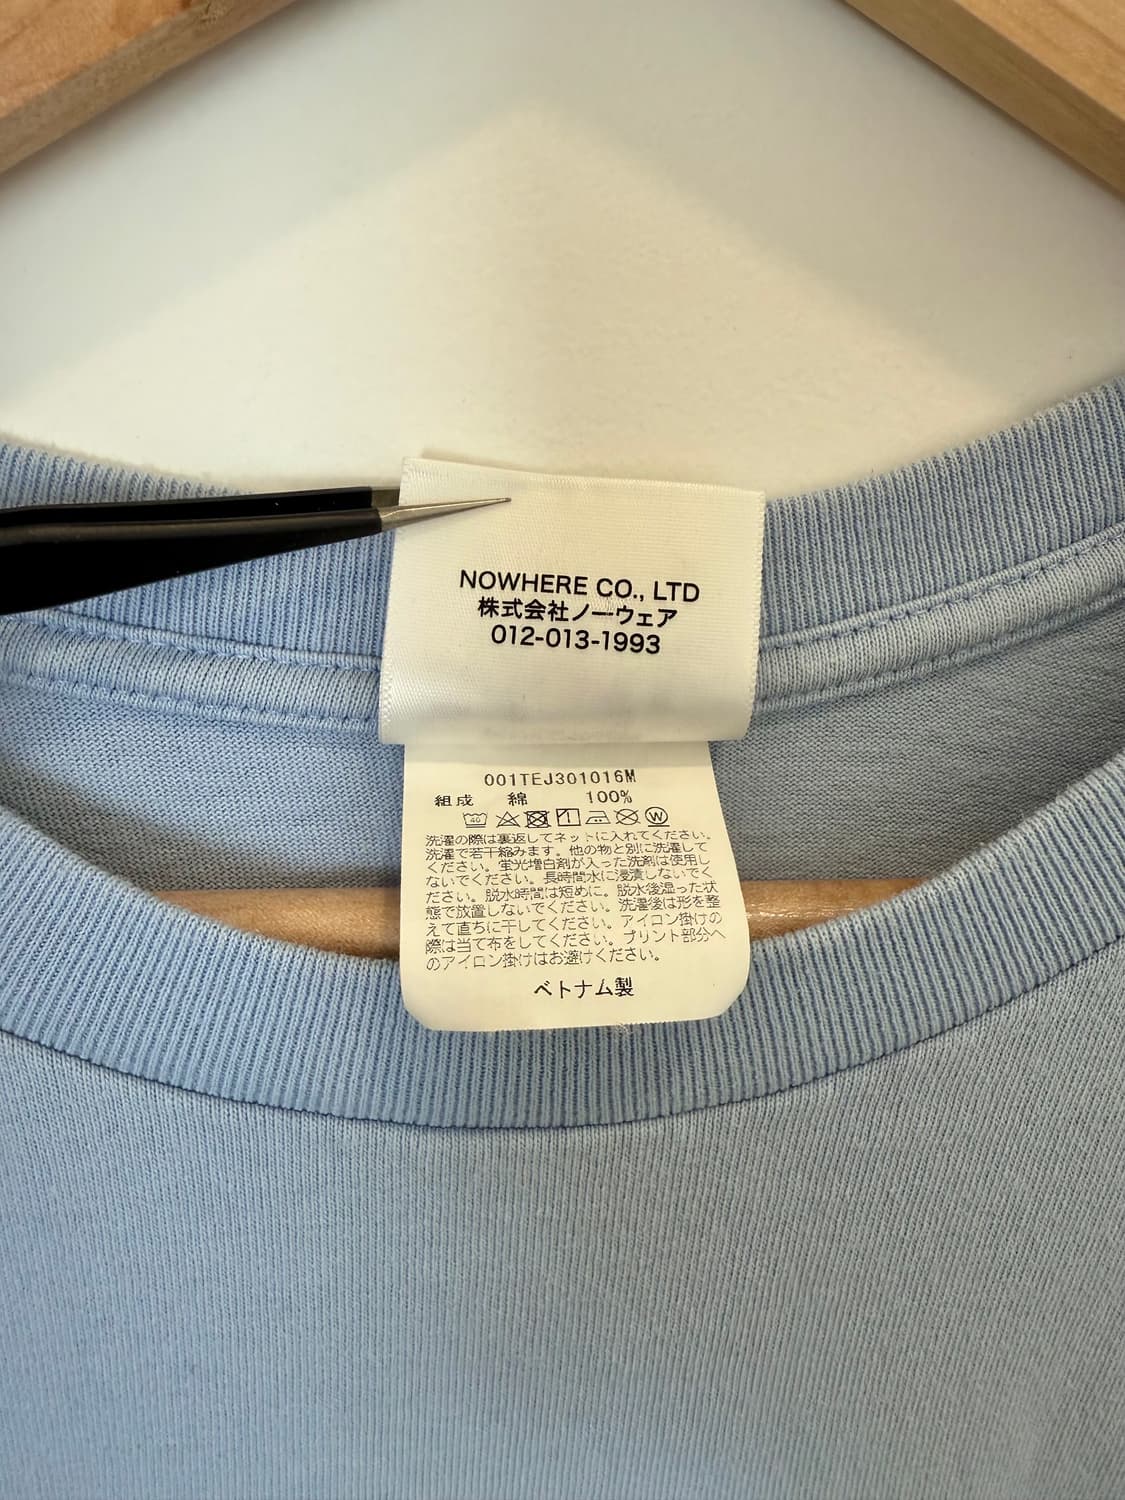 NOWHERE CO., LTD
株式会社ノーウェア
012-013-1993
001TEJ301016M
組成 綿 100%
40 W
洗濯の際は裏返してネットに入れてください。
洗濯で若干縮みます。他の物と別に洗濯して
ください。蛍光増白剤が入った洗剤は使用し
ないでください。長時間水に浸漬しないでく
ださい。脱水時間は短めに。脱水後湿った状
態で放置しないでください。洗濯後は形を整
えて直ちに干してください。アイロン掛けの
際は当て布をしてください。プリント部分へ
のアイロン掛けはお避けください。
ベトナム製